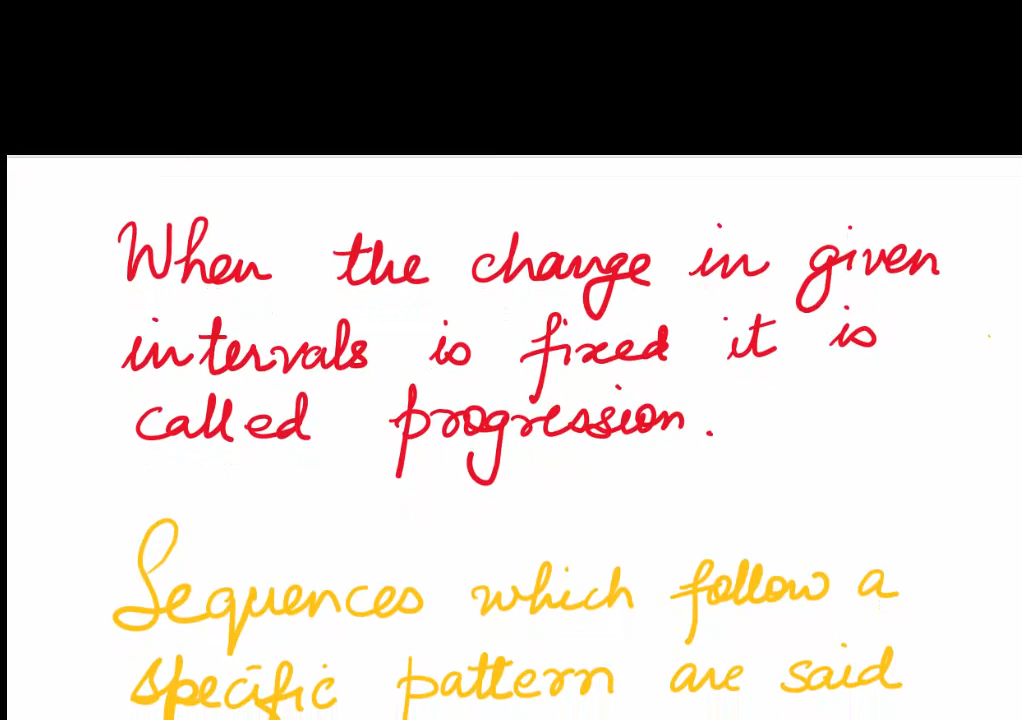 When the change in given
intervals is fixed it is
called progression.
Sequences which follow a
specific pattern are said